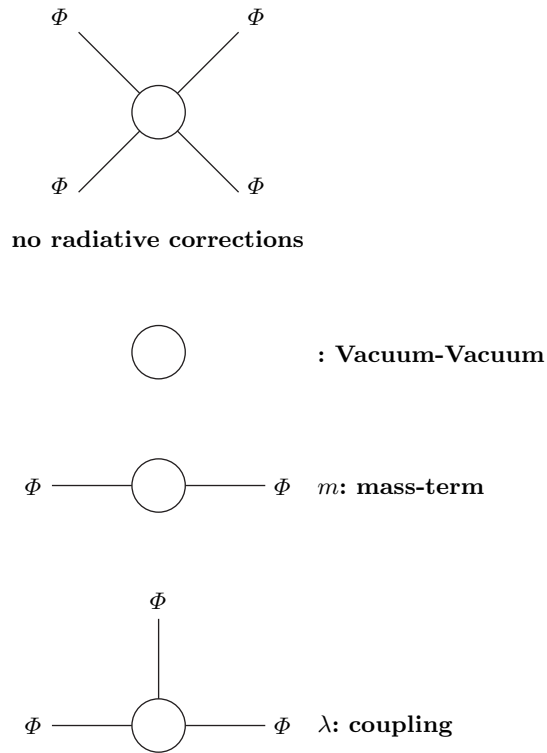 Φ Φ
Φ Φ
no radiative corrections
: Vacuum-Vacuum
Φ Φ m: mass-term
Φ
Φ Φ λ: coupling